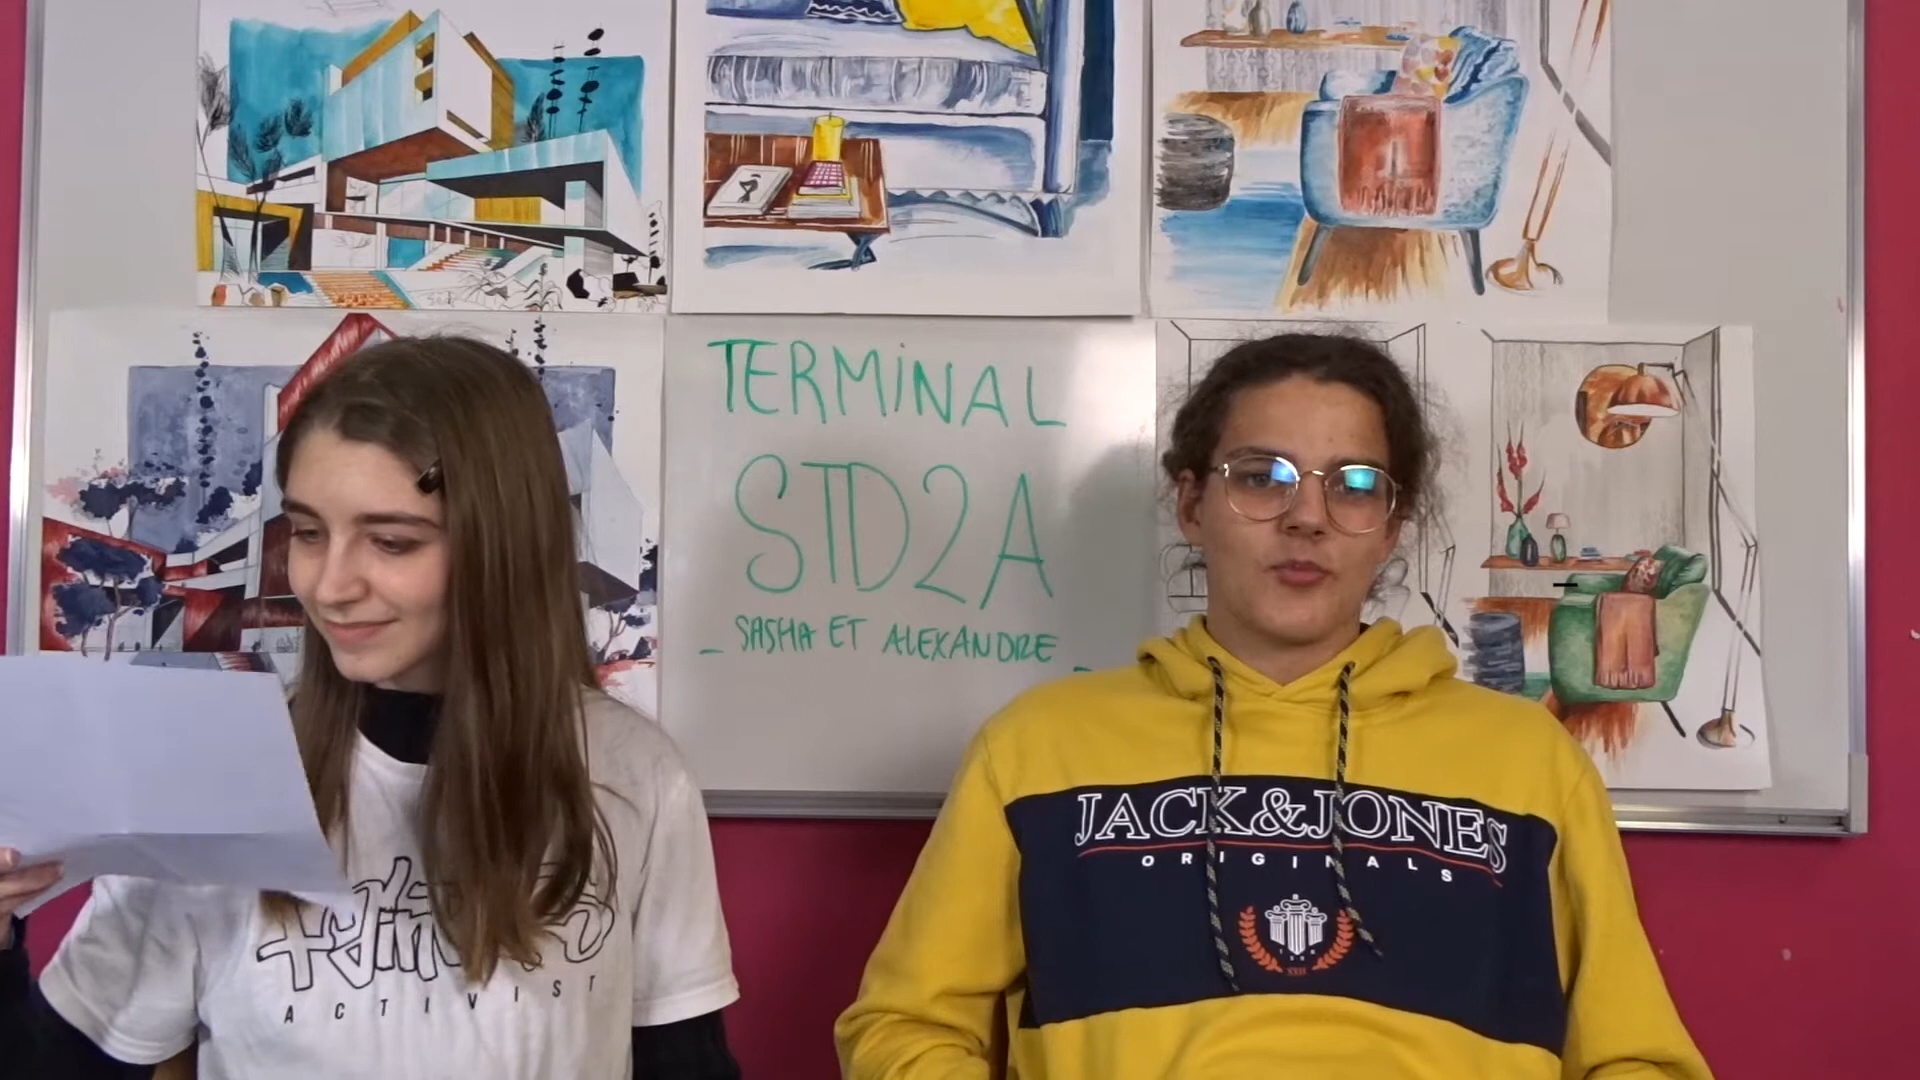 TERMINAL
STD2A
_ SASHA ET ALEXANDRE _
ACTIVIST
JACK&JONES
ORIGINALS